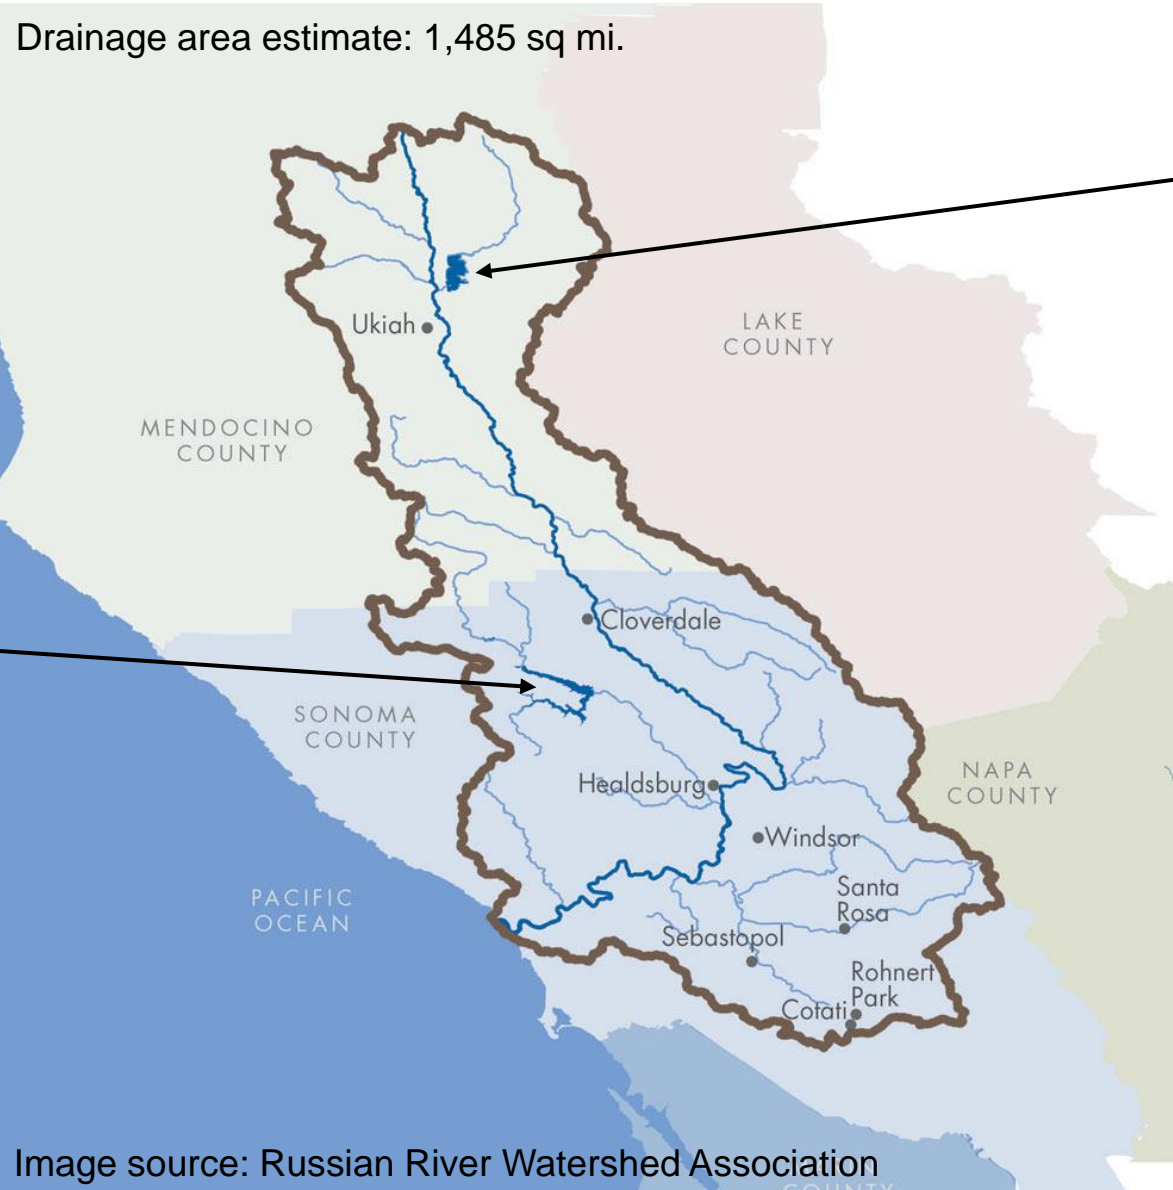 Drainage area estimate: 1,485 sq mi.
LAKE
COUNTY
Ukiah
MENDOCINO
COUNTY
Cloverdale
SONOMA
COUNTY
NAPA
COUNTY
Healdsburg
Windsor
Santa
Rosa
PACIFIC
OCEAN
Sebastopol
Rohnert
Park
Cotati
Image source: Russian River Watershed Association
COUNTY